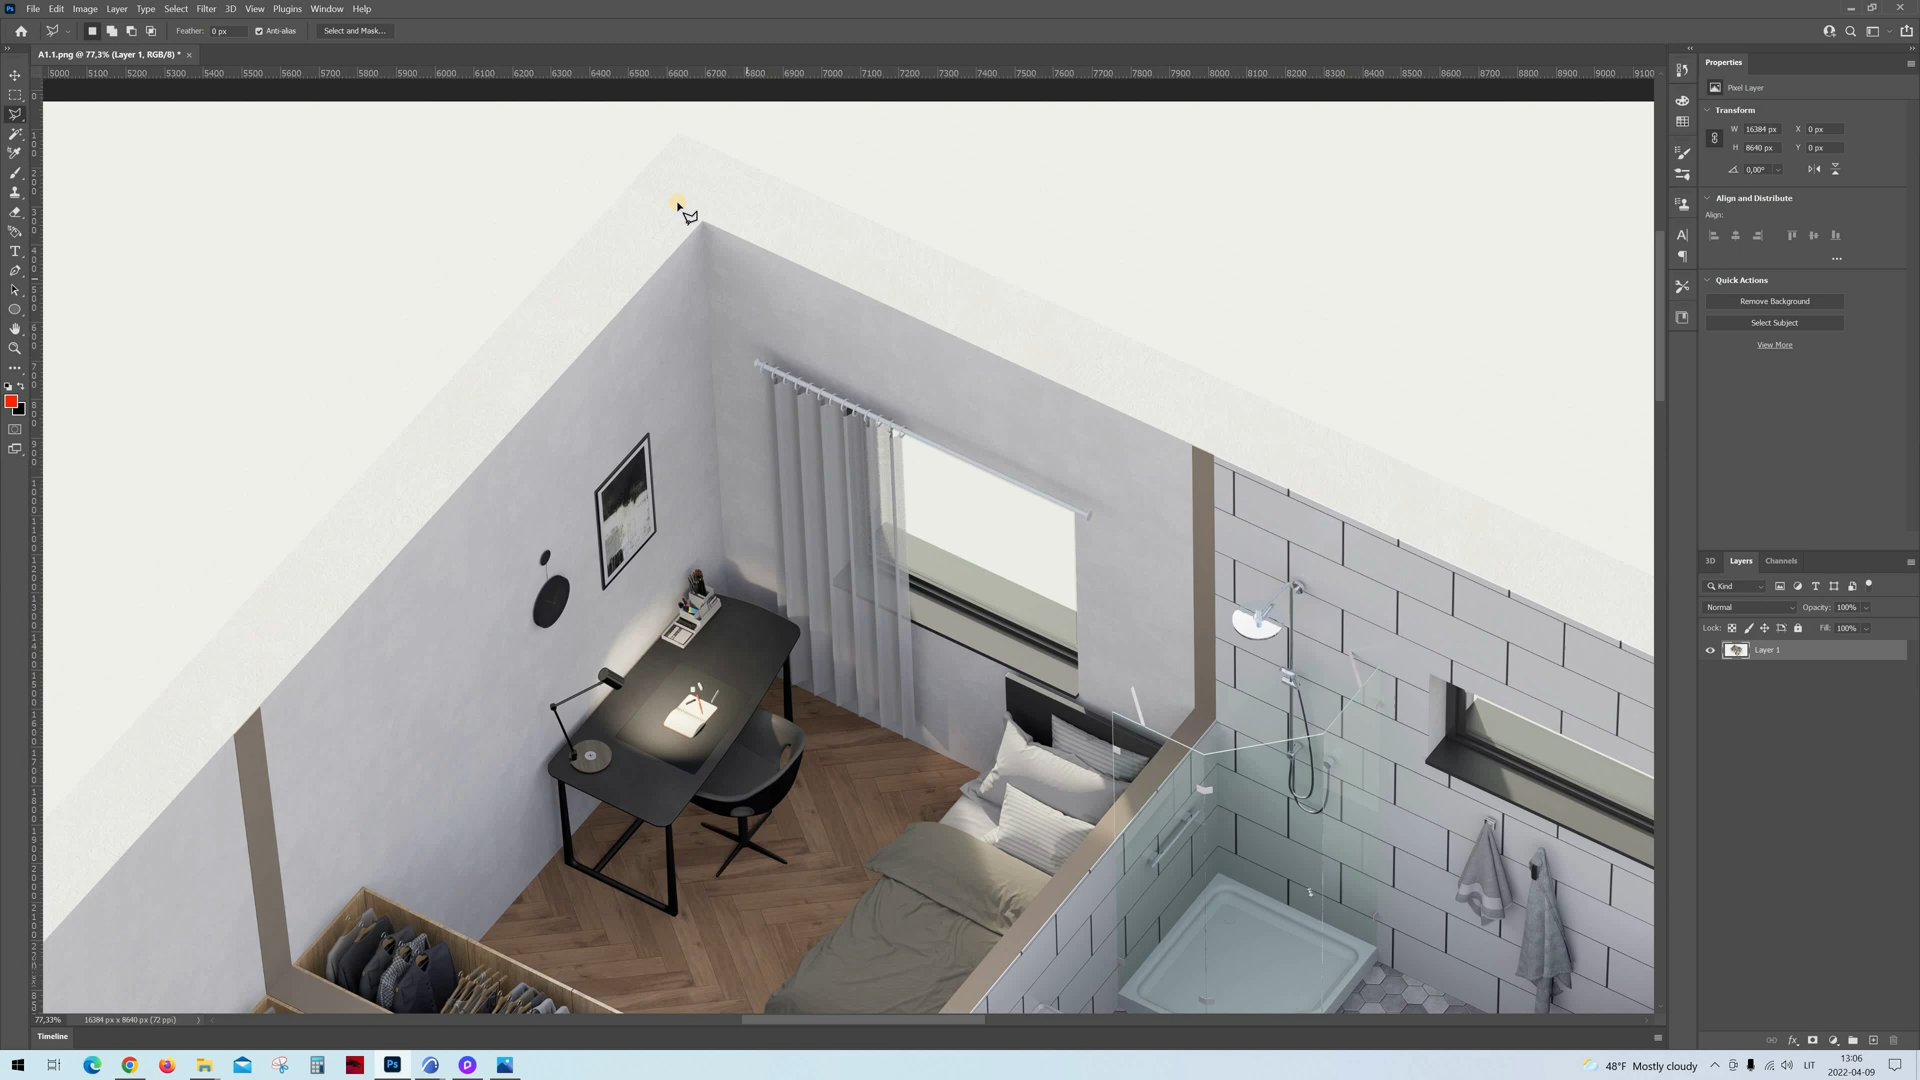 File Edit Image Layer Type Select Filter 3D View Plugins Window Help
Feather: 0 px Anti-alias Select and Mask...
A1.1.png @ 77,3% (Layer 1, RGB/8) *
5000 5100 5200 5300 5400 5500 5600 5700 5800 5900 6000 6100 6200 6300 6400 6500 6600 6700 6800 6900 7000 7100 7200 7300 7400 7500 7600 7700 7800 7900 8000 8100 8200 8300 8400 8500 8600 8700 8800 8900 9000 9100
Properties
Pixel Layer
Transform
W 16384 px X 0 px
H 8640 px Y 0 px
0,00°
Align and Distribute
Align:
Quick Actions
Remove Background
Select Subject
View More
3D Layers Channels
Kind
Normal Opacity: 100%
Lock: Fill: 100%
Layer 1
77,33% 16384 px x 8640 px (72 ppi)
Timeline
48°F Mostly cloudy LIT 13:06
2022-04-09